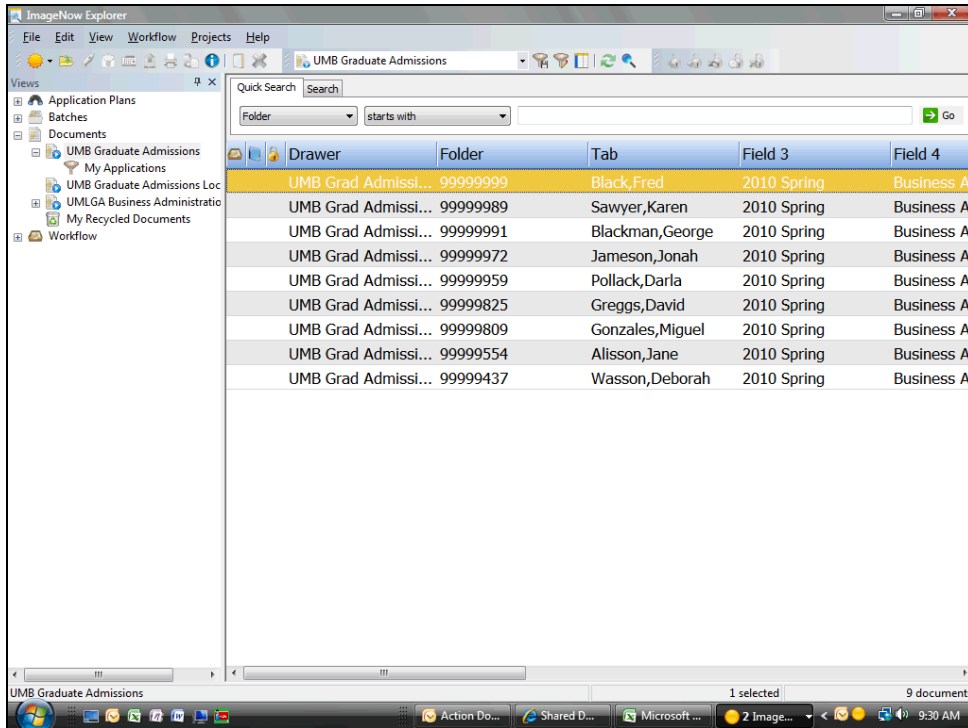 ImageNow Explorer
File Edit View Workflow Projects Help
UMB Graduate Admissions
Views
Application Plans
Batches
Documents
UMB Graduate Admissions
My Applications
UMB Graduate Admissions Loc
UMLGA Business Administratio
My Recycled Documents
Workflow
Quick Search Search
Folder starts with Go
Drawer Folder Tab Field 3 Field 4
UMB Grad Admissi... 99999999 Black,Fred 2010 Spring Business A
UMB Grad Admissi... 99999989 Sawyer,Karen 2010 Spring Business A
UMB Grad Admissi... 99999991 Blackman,George 2010 Spring Business A
UMB Grad Admissi... 99999972 Jameson,Jonah 2010 Spring Business A
UMB Grad Admissi... 99999959 Pollack,Darla 2010 Spring Business A
UMB Grad Admissi... 99999825 Greggs,David 2010 Spring Business A
UMB Grad Admissi... 99999809 Gonzales,Miguel 2010 Spring Business A
UMB Grad Admissi... 99999554 Alisson,Jane 2010 Spring Business A
UMB Grad Admissi... 99999437 Wasson,Deborah 2010 Spring Business A
UMB Graduate Admissions 1 selected 9 document
Action Do... Shared D... Microsoft ... 2 Image... 9:30 AM